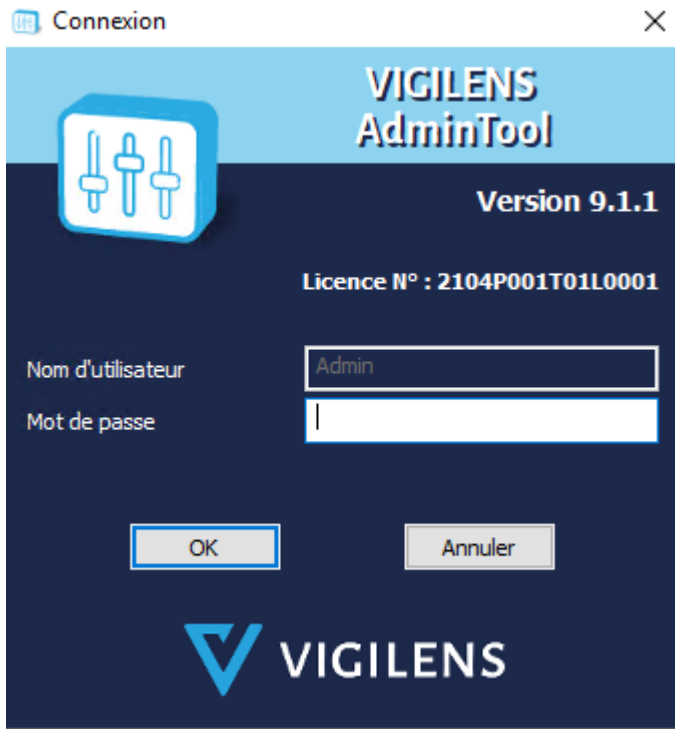 Connexion
VIGILENS
AdminTool
Version 9.1.1
Licence N° : 2104P001T01L0001
Nom d'utilisateur
Admin
Mot de passe
OK
Annuler
VIGILENS